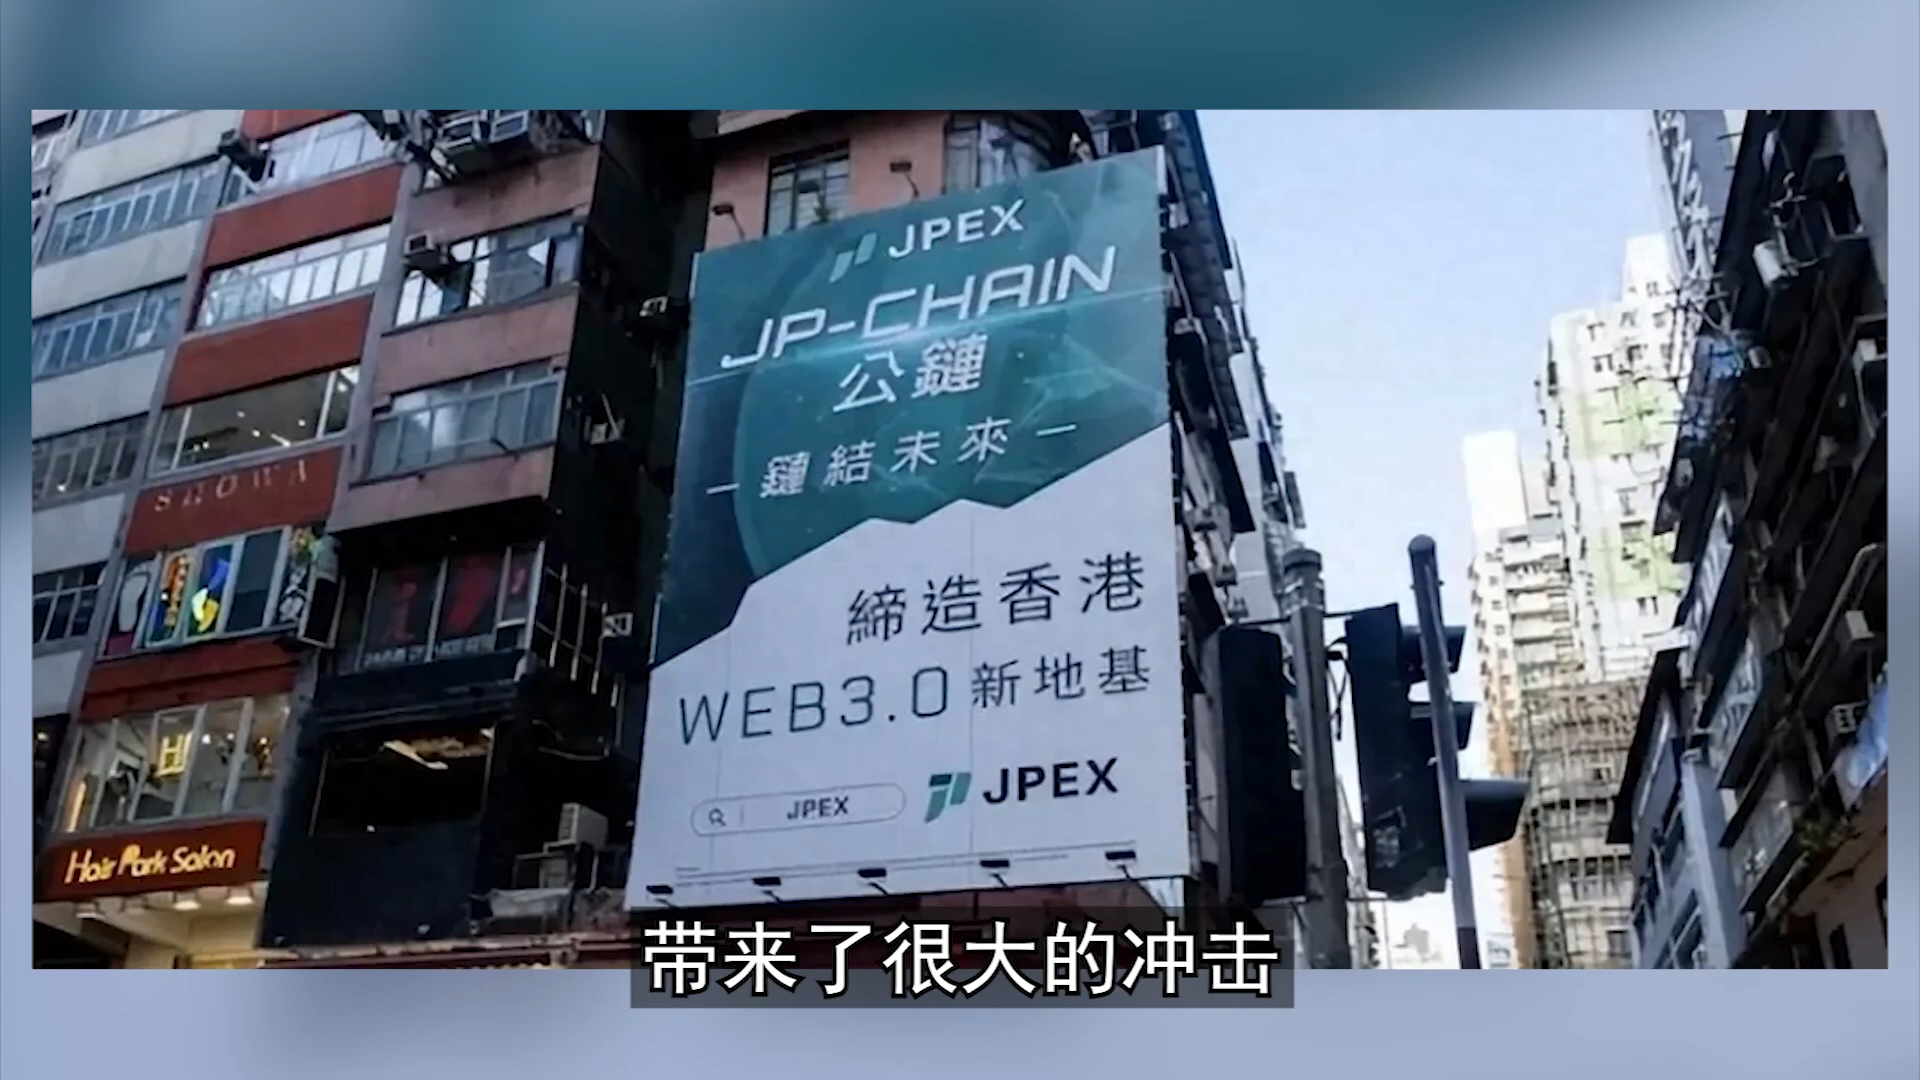 JPEX
JP-CHAIN
公鏈
— 鏈結未來 —
締造香港
WEB3.0 新地基
JPEX
JPEX
SHOWA
H
Hair Park Salon
带来了很大的冲击